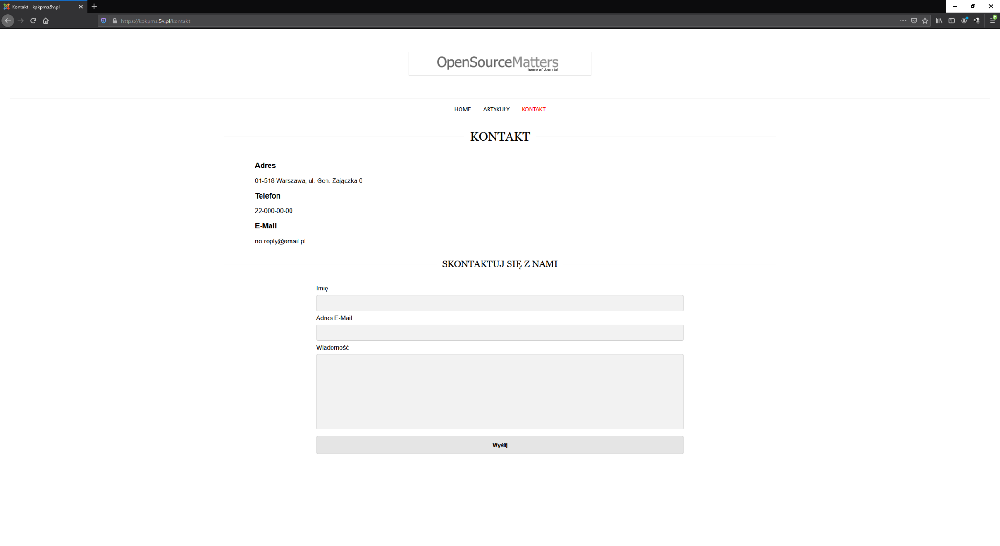 Kontakt - kpkpms.5v.pl
https://kpkpms.5v.pl/kontakt
OpenSourceMatters
home of Joomla!
HOME ARTYKUŁY KONTAKT
KONTAKT
Adres
01-518 Warszawa, ul. Gen. Zajączka 0
Telefon
22-000-00-00
E-Mail
no-reply@email.pl
SKONTAKTUJ SIĘ Z NAMI
Imię
Adres E-Mail
Wiadomość
Wyślij